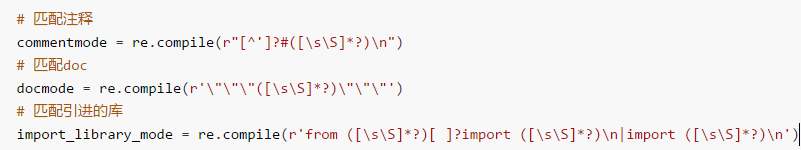 # 匹配注释
commentmode = re.compile(r"[^']?#([\s\S]*?)\n")
# 匹配doc
docmode = re.compile(r'\"\"\"([\s\S]*?)\"\"\"')
# 匹配引进的库
import_library_mode = re.compile(r'from ([\s\S]*?)[ ]?import ([\s\S]*?)\n|import ([\s\S]*?)\n')